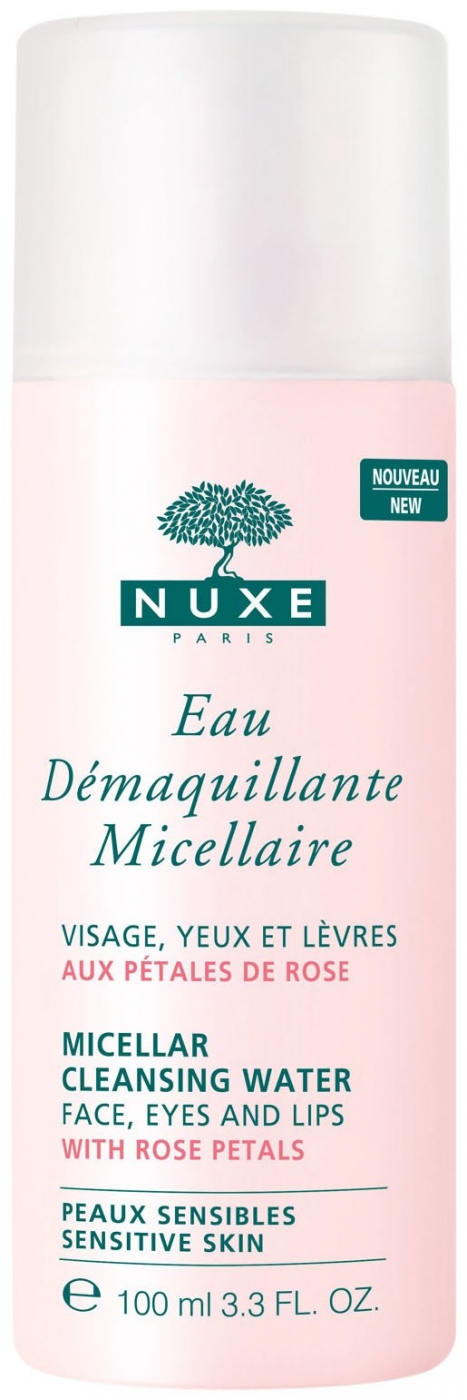 NOUVEAU
NEW
NUXE
PARIS
Eau
Démaquillante
Micellaire
VISAGE, YEUX ET LÈVRES
AUX PÉTALES DE ROSE
MICELLAR
CLEANSING WATER
FACE, EYES AND LIPS
WITH ROSE PETALS
PEAUX SENSIBLES
SENSITIVE SKIN
℮ 100 ml 3.3 FL. OZ.